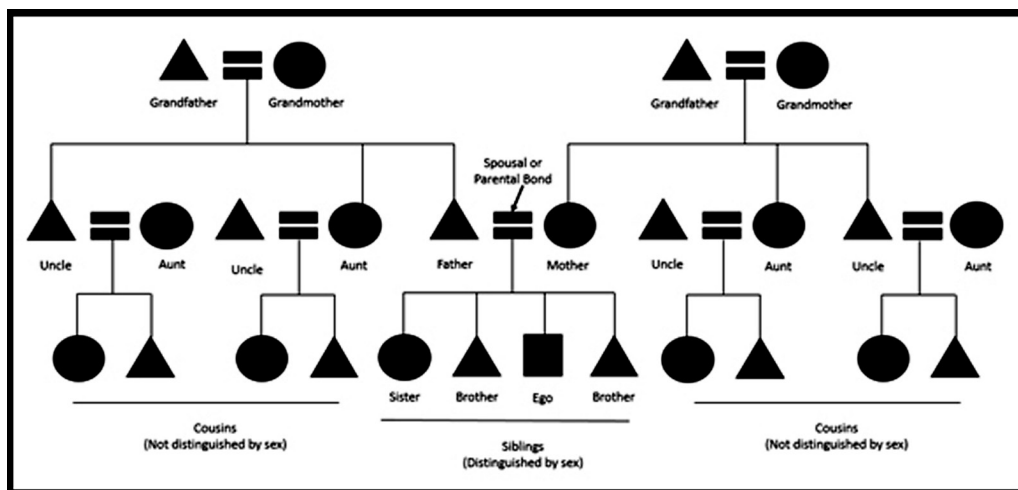 Grandfather
Grandmother
Grandfather
Grandmother
Spousal or
Parental Bond
Uncle
Aunt
Uncle
Aunt
Father
Mother
Uncle
Aunt
Uncle
Aunt
Sister
Brother
Ego
Brother
Cousins
(Not distinguished by sex)
Siblings
(Distinguished by sex)
Cousins
(Not distinguished by sex)